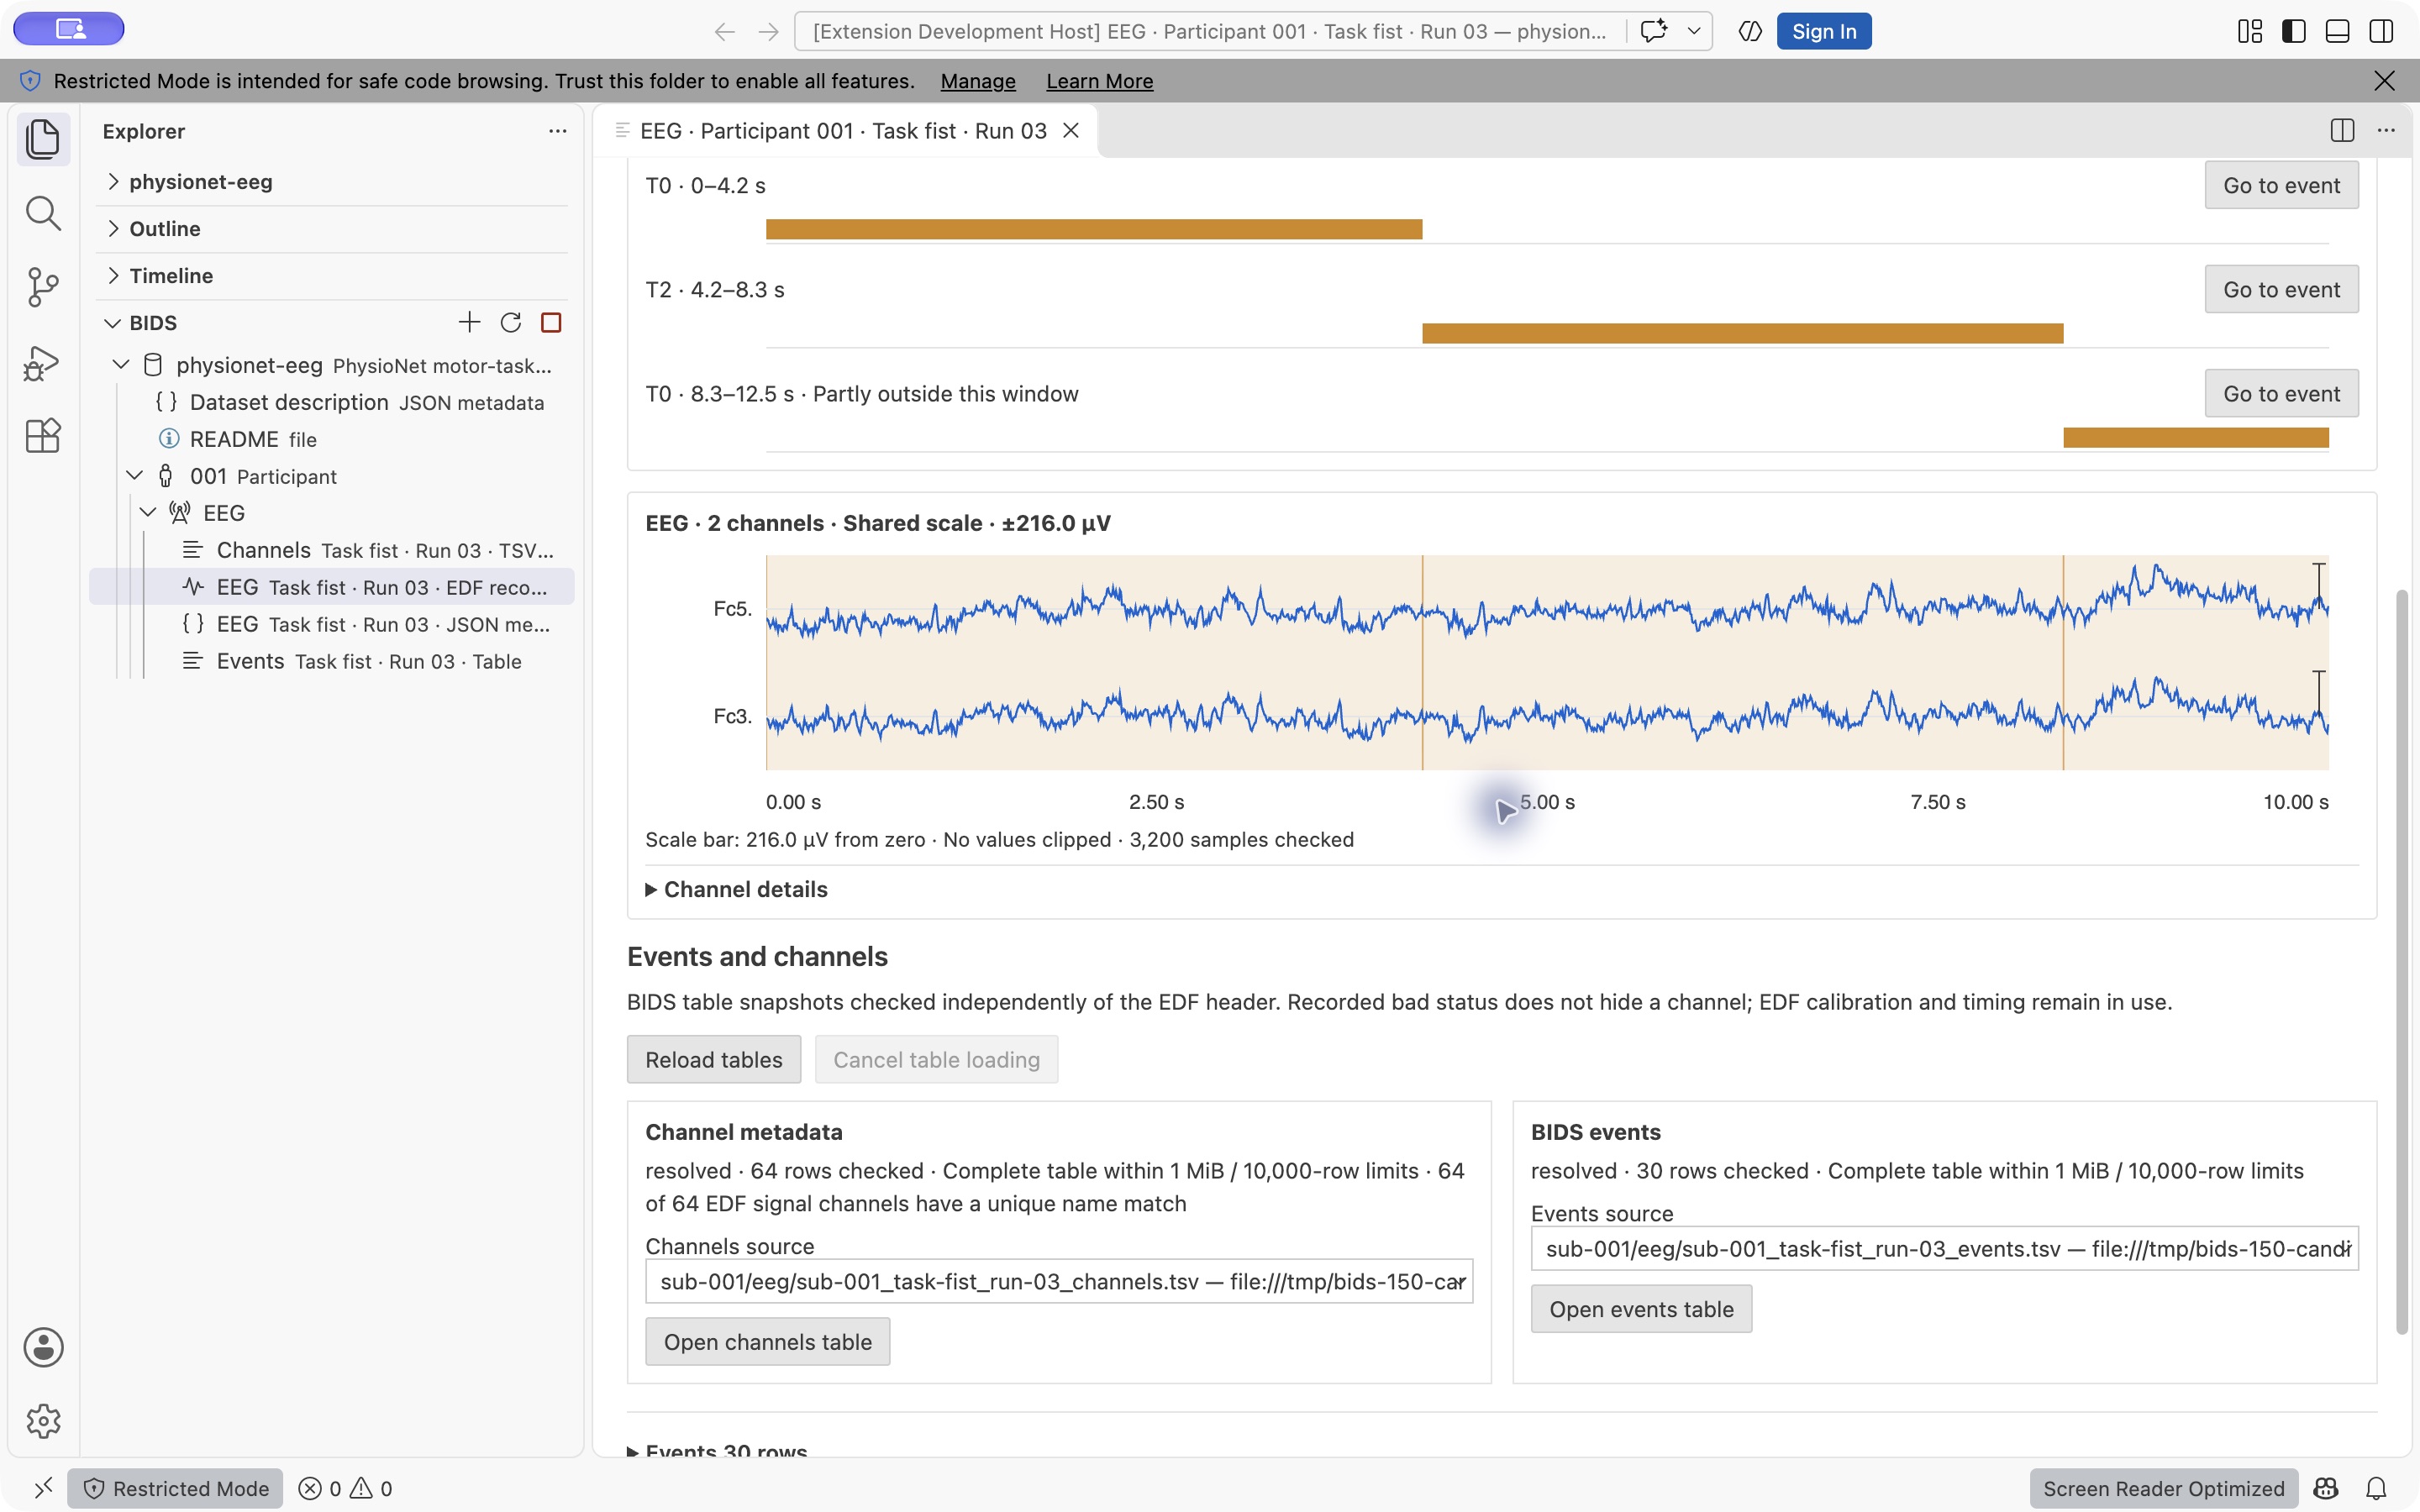 [Extension Development Host] EEG · Participant 001 · Task fist · Run 03 — physion...
Sign In
Restricted Mode is intended for safe code browsing. Trust this folder to enable all features. Manage Learn More
Explorer
physionet-eeg
Outline
Timeline
BIDS
physionet-eeg PhysioNet motor-task...
Dataset description JSON metadata
README file
001 Participant
EEG
Channels Task fist · Run 03 · TSV...
EEG Task fist · Run 03 · EDF reco...
EEG Task fist · Run 03 · JSON me...
Events Task fist · Run 03 · Table
EEG · Participant 001 · Task fist · Run 03
T0 · 0–4.2 s
Go to event
T2 · 4.2–8.3 s
Go to event
T0 · 8.3–12.5 s · Partly outside this window
Go to event
EEG · 2 channels · Shared scale · ±216.0 µV
Fc5.
Fc3.
0.00 s 2.50 s 5.00 s 7.50 s 10.00 s
Scale bar: 216.0 µV from zero · No values clipped · 3,200 samples checked
Channel details
Events and channels
BIDS table snapshots checked independently of the EDF header. Recorded bad status does not hide a channel; EDF calibration and timing remain in use.
Reload tables
Cancel table loading
Channel metadata
resolved · 64 rows checked · Complete table within 1 MiB / 10,000-row limits · 64
of 64 EDF signal channels have a unique name match
Channels source
sub-001/eeg/sub-001_task-fist_run-03_channels.tsv — file:///tmp/bids-150-car
Open channels table
BIDS events
resolved · 30 rows checked · Complete table within 1 MiB / 10,000-row limits
Events source
sub-001/eeg/sub-001_task-fist_run-03_events.tsv — file:///tmp/bids-150-candi
Open events table
Events 30 rows
Restricted Mode
0
0
Screen Reader Optimized